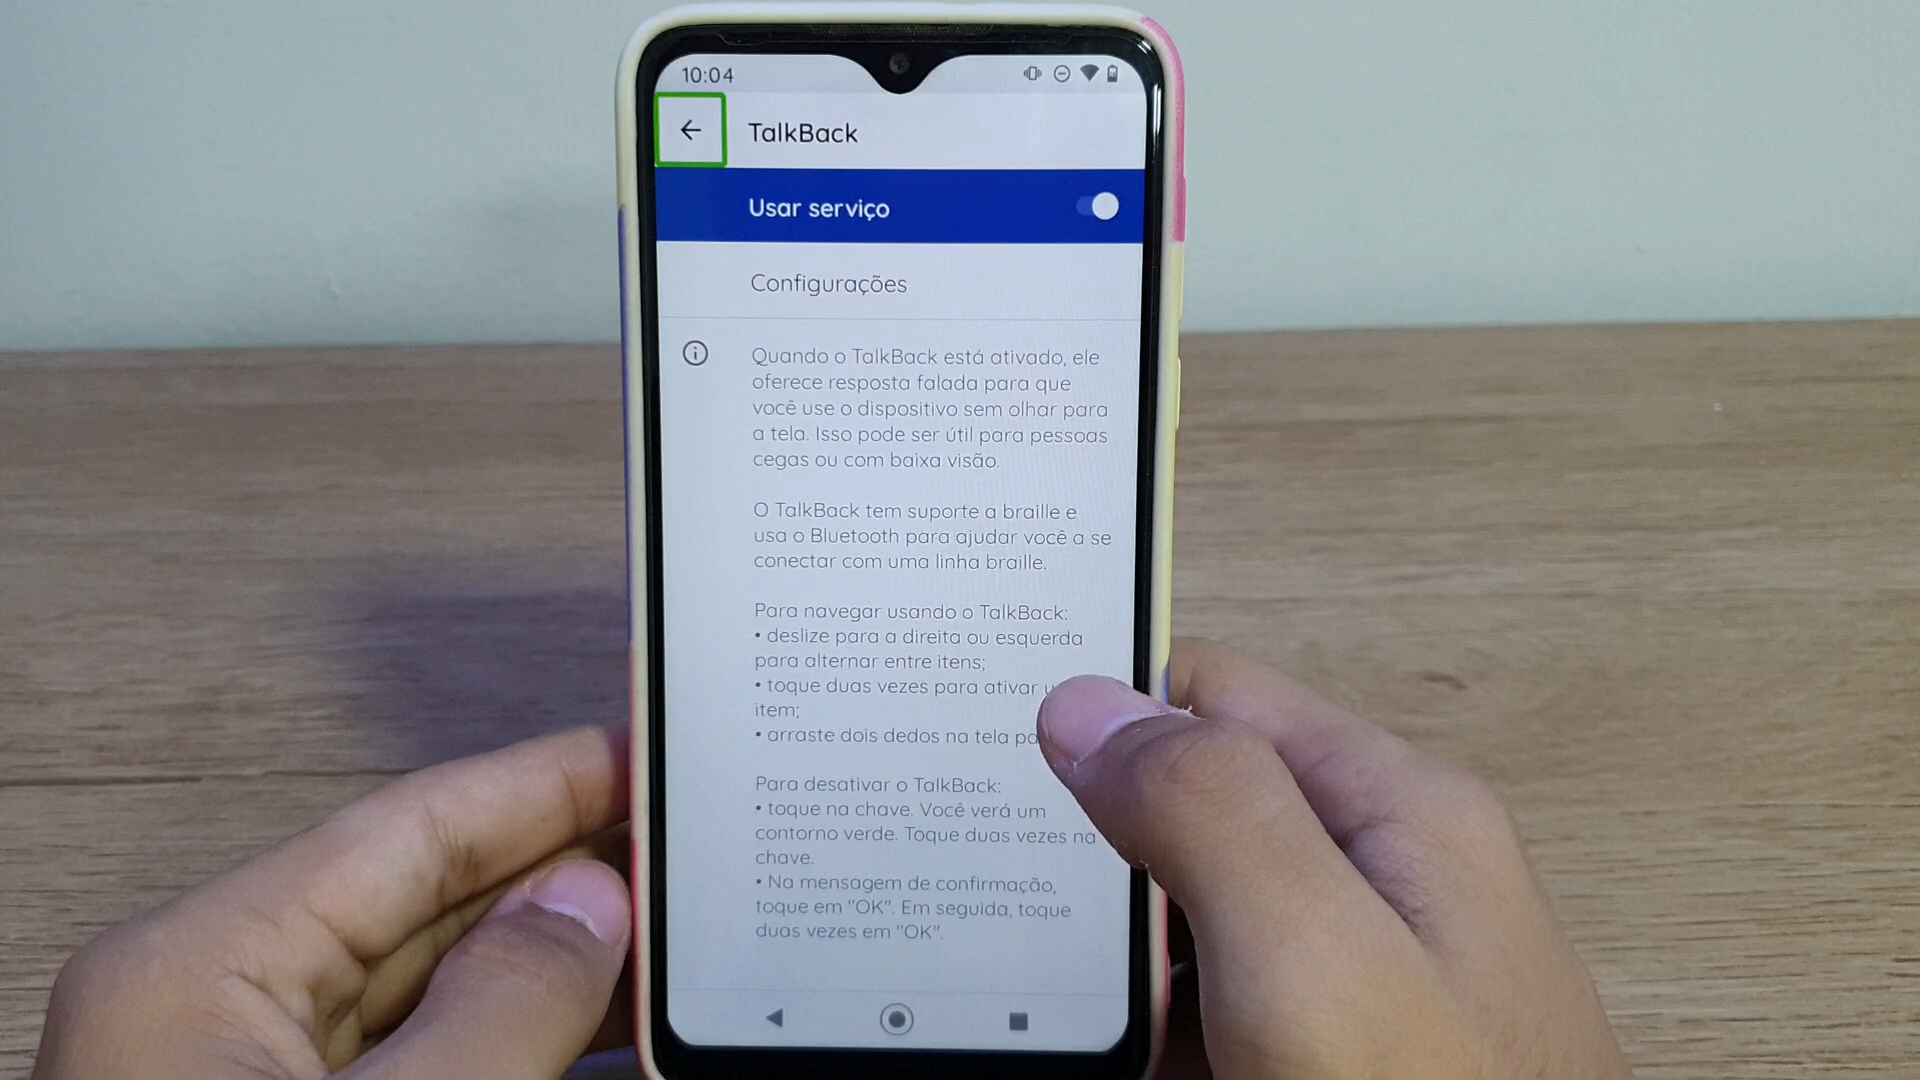 10:04
TalkBack
Usar serviço
Configurações
Quando o TalkBack está ativado, ele
oferece resposta falada para que
você use o dispositivo sem olhar para
a tela. Isso pode ser útil para pessoas
cegas ou com baixa visão.
O TalkBack tem suporte a braille e
usa o Bluetooth para ajudar você a se
conectar com uma linha braille.
Para navegar usando o TalkBack:
• deslize para a direita ou esquerda
para alternar entre itens;
• toque duas vezes para ativar
item;
• arraste dois dedos na tela
Para desativar o TalkBack:
• toque na chave. Você verá um
contorno verde. Toque duas vezes na
chave.
• Na mensagem de confirmação,
toque em "OK". Em seguida, toque
duas vezes em "OK".